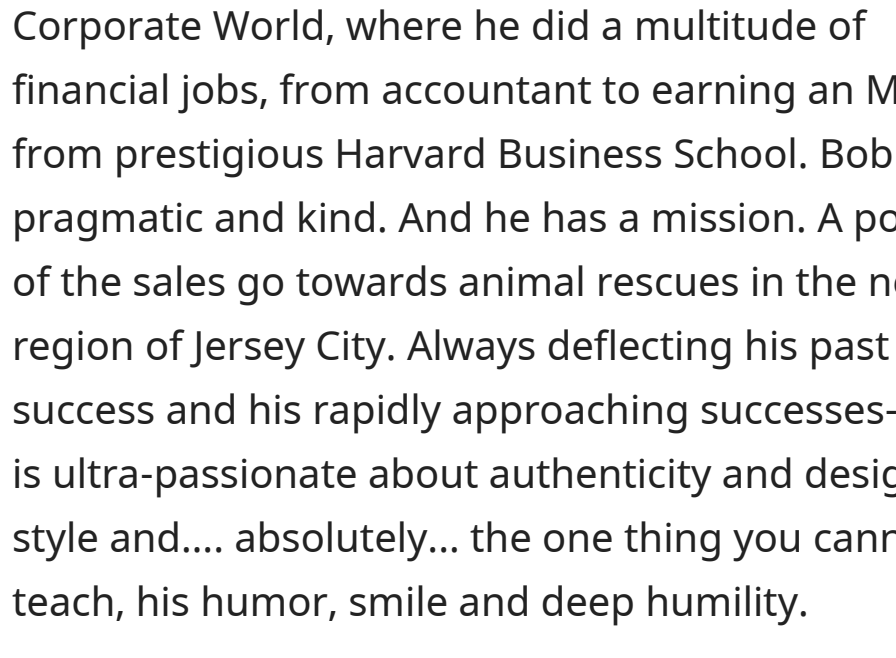 Corporate World, where he did a multitude of
financial jobs, from accountant to earning an
from prestigious Harvard Business School. Bob
pragmatic and kind. And he has a mission. A
of the sales go towards animal rescues in the
region of Jersey City. Always deflecting his past
success and his rapidly approaching successes-
is ultra-passionate about authenticity and
style and.... absolutely... the one thing you
teach, his humor, smile and deep humility.